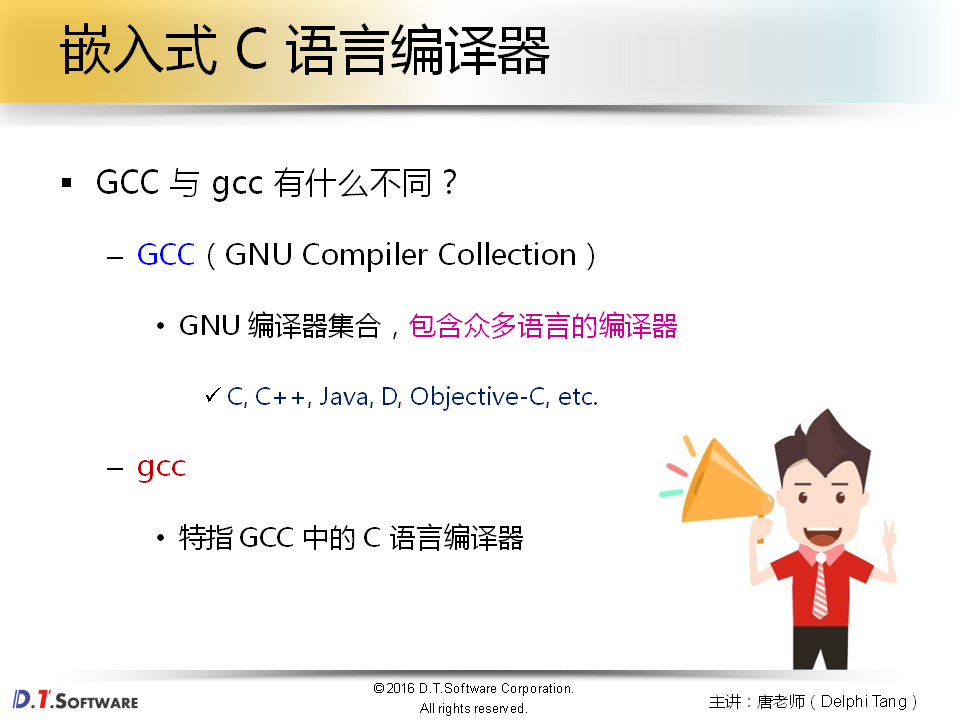 嵌入式 C 语言编译器
▪ GCC 与 gcc 有什么不同？
– GCC（GNU Compiler Collection）
• GNU 编译器集合，包含众多语言的编译器
✓ C, C++, Java, D, Objective-C, etc.
– gcc
• 特指 GCC 中的 C 语言编译器
D.T.SOFTWARE
©2016 D.T.Software Corporation.
All rights reserved.
主讲：唐老师（Delphi Tang）